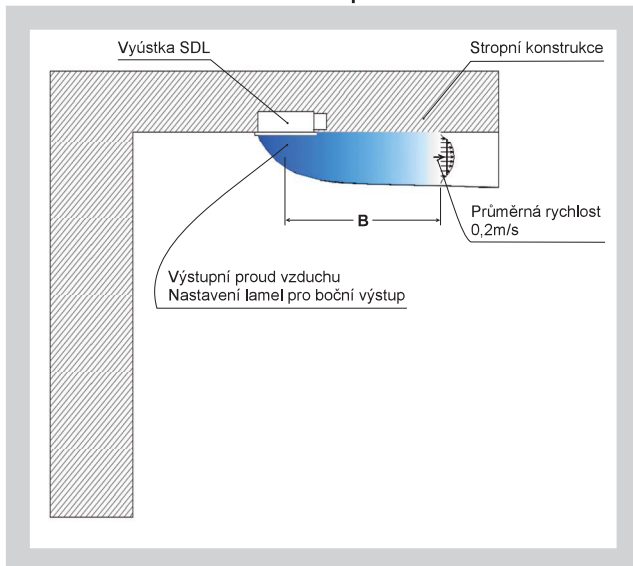 Vyústka SDL
Stropní konstrukce
B
Průměrná rychlost
0,2m/s
Výstupní proud vzduchu
Nastavení lamel pro boční výstup